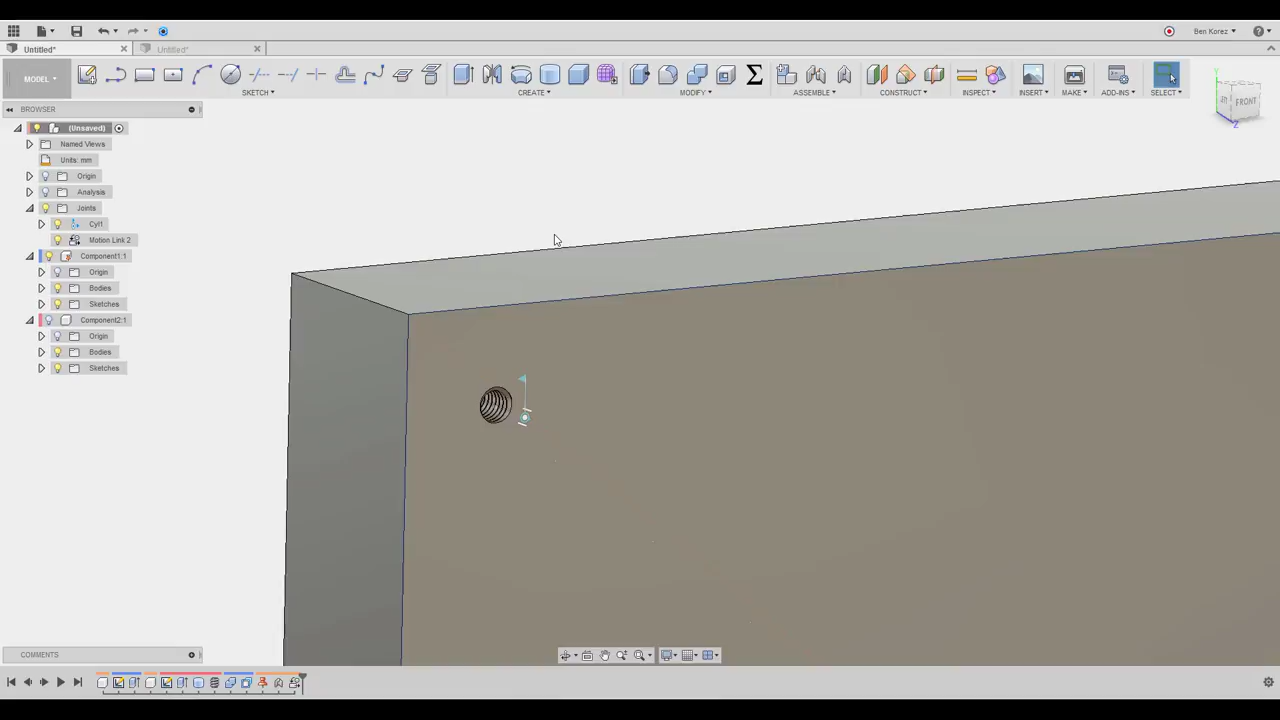 Ben Korez
Untitled*
Untitled*
MODEL
SKETCH
CREATE
MODIFY
ASSEMBLE
CONSTRUCT
INSPECT
INSERT
MAKE
ADD-INS
SELECT
FRONT
BROWSER
(Unsaved)
Named Views
Units: mm
Origin
Analysis
Joints
Cyl1
Motion Link 2
Component1:1
Origin
Bodies
Sketches
Component2:1
Origin
Bodies
Sketches
COMMENTS